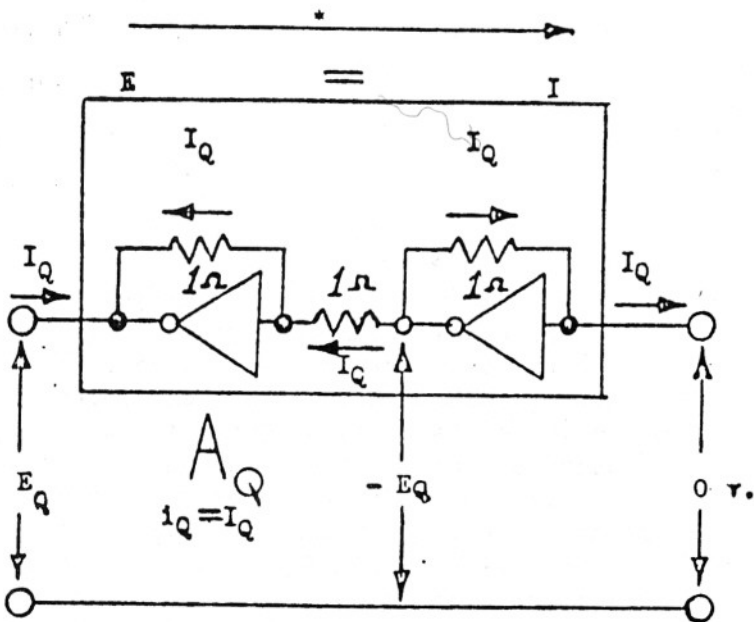 *
E = I
I_Q I_Q
I_Q 1Ω 1Ω 1Ω I_Q
I_Q
A_Q
E_Q - E_Q 0 v.
i_Q = I_Q